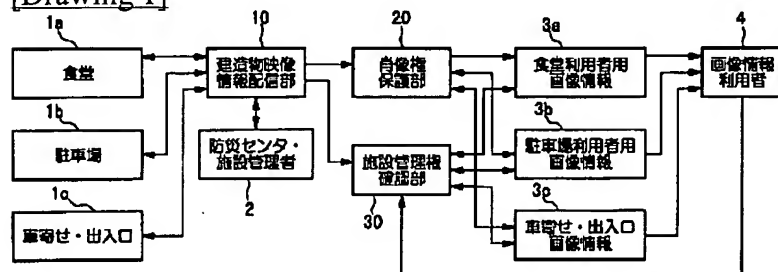 [Drawing 1]
1a
食堂
1b
駐車場
1c
車寄せ・出入口
10
建造物映像
情報配信部
防災センタ・
施設管理者
2
20
肖像権
保護部
施設管理権
確認部
30
3a
食堂利用者用
画像情報
3b
駐車場利用者用
画像情報
3c
車寄せ・出入口
画像情報
4
画像情報
利用者